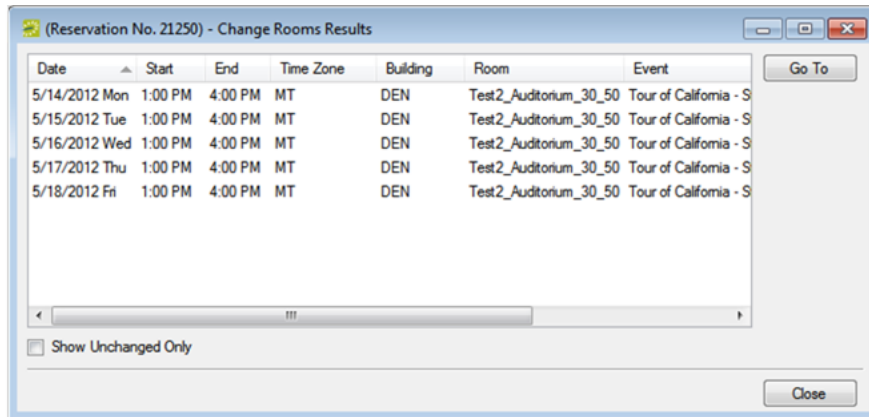 (Reservation No. 21250) - Change Rooms Results
Date Start End Time Zone Building Room Event Go To
5/14/2012 Mon 1:00 PM 4:00 PM MT DEN Test2_Auditorium_30_50 Tour of California - S
5/15/2012 Tue 1:00 PM 4:00 PM MT DEN Test2_Auditorium_30_50 Tour of California - S
5/16/2012 Wed 1:00 PM 4:00 PM MT DEN Test2_Auditorium_30_50 Tour of California - S
5/17/2012 Thu 1:00 PM 4:00 PM MT DEN Test2_Auditorium_30_50 Tour of California - S
5/18/2012 Fri 1:00 PM 4:00 PM MT DEN Test2_Auditorium_30_50 Tour of California - S
Show Unchanged Only
Close